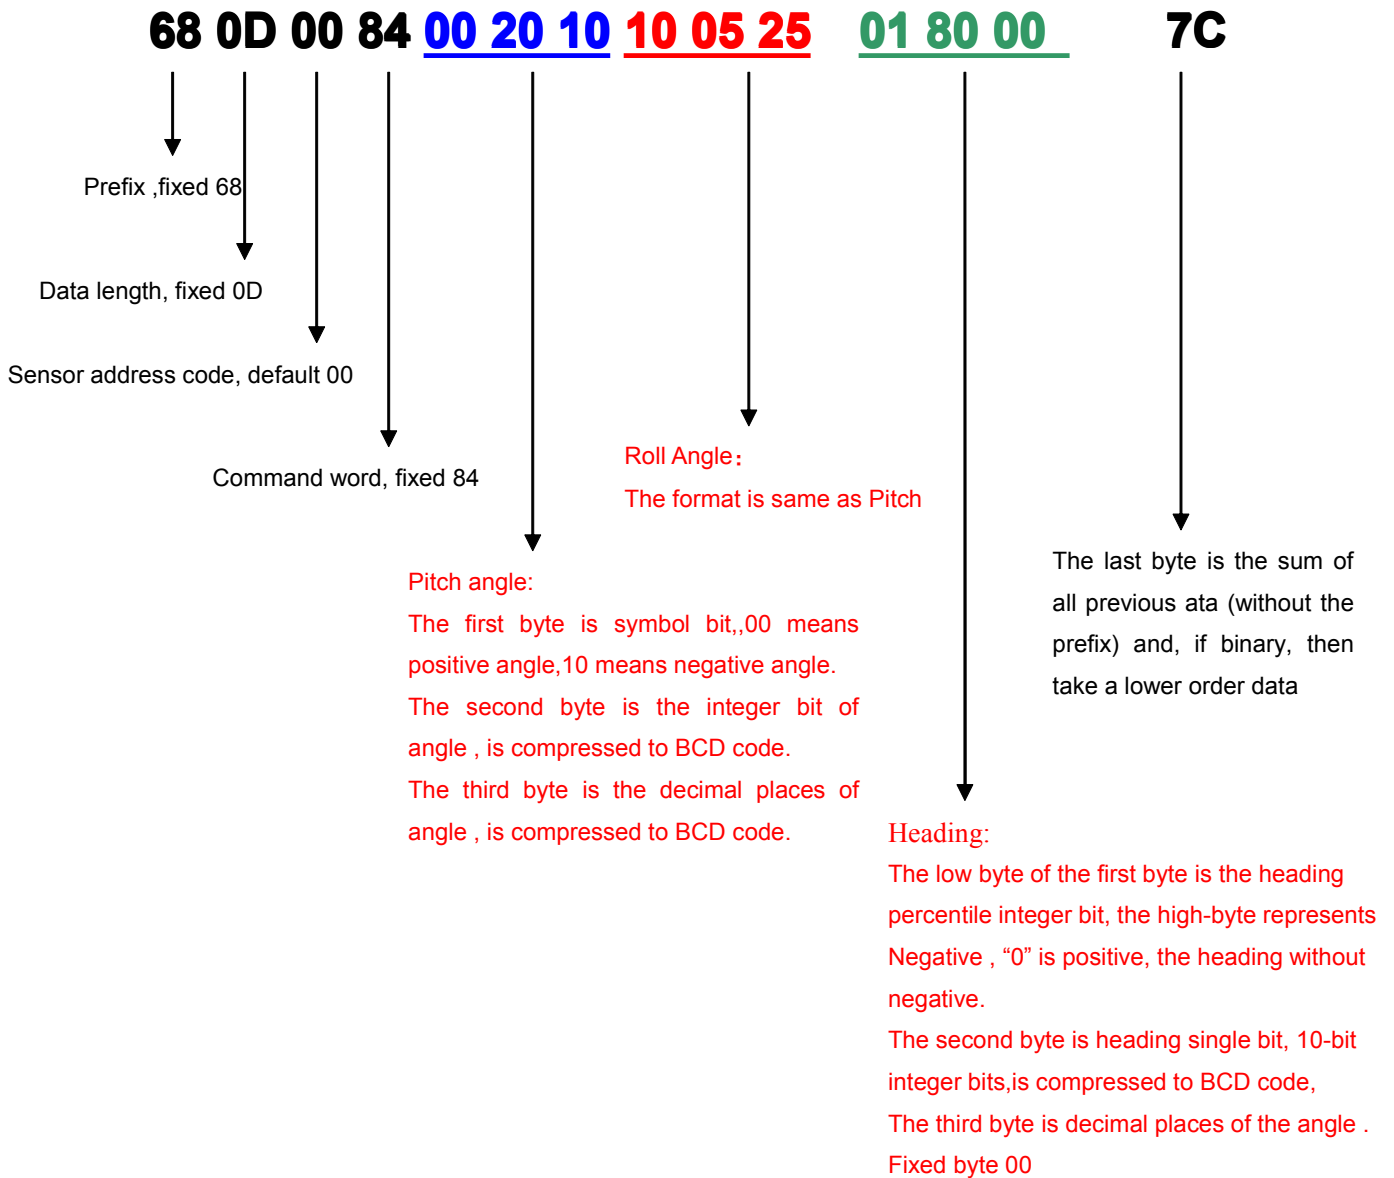 68 0D 00 84 00 20 10 10 05 25 01 80 00 7C
Prefix ,fixed 68
Data length, fixed 0D
Sensor address code, default 00
Command word, fixed 84
Roll Angle：
The format is same as Pitch
Pitch angle:
The first byte is symbol bit,,00 means
positive angle,10 means negative angle.
The second byte is the integer bit of
angle , is compressed to BCD code.
The third byte is the decimal places of
angle , is compressed to BCD code.
The last byte is the sum of
all previous ata (without the
prefix) and, if binary, then
take a lower order data
Heading:
The low byte of the first byte is the heading
percentile integer bit, the high-byte represents
Negative , “0” is positive, the heading without
negative.
The second byte is heading single bit, 10-bit
integer bits,is compressed to BCD code,
The third byte is decimal places of the angle .
Fixed byte 00